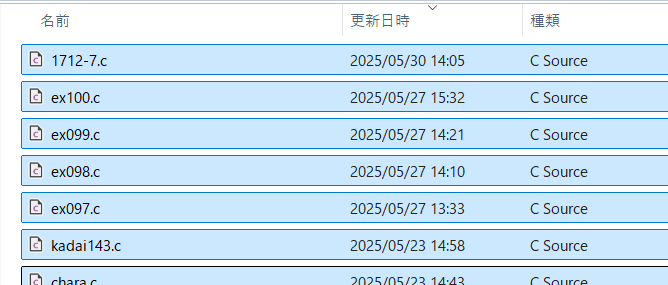 名前 更新日時 種類
1712-7.c 2025/05/30 14:05 C Source
ex100.c 2025/05/27 15:32 C Source
ex099.c 2025/05/27 14:21 C Source
ex098.c 2025/05/27 14:10 C Source
ex097.c 2025/05/27 13:33 C Source
kadai143.c 2025/05/23 14:58 C Source
chara.c 2025/05/23 14:43 C Source